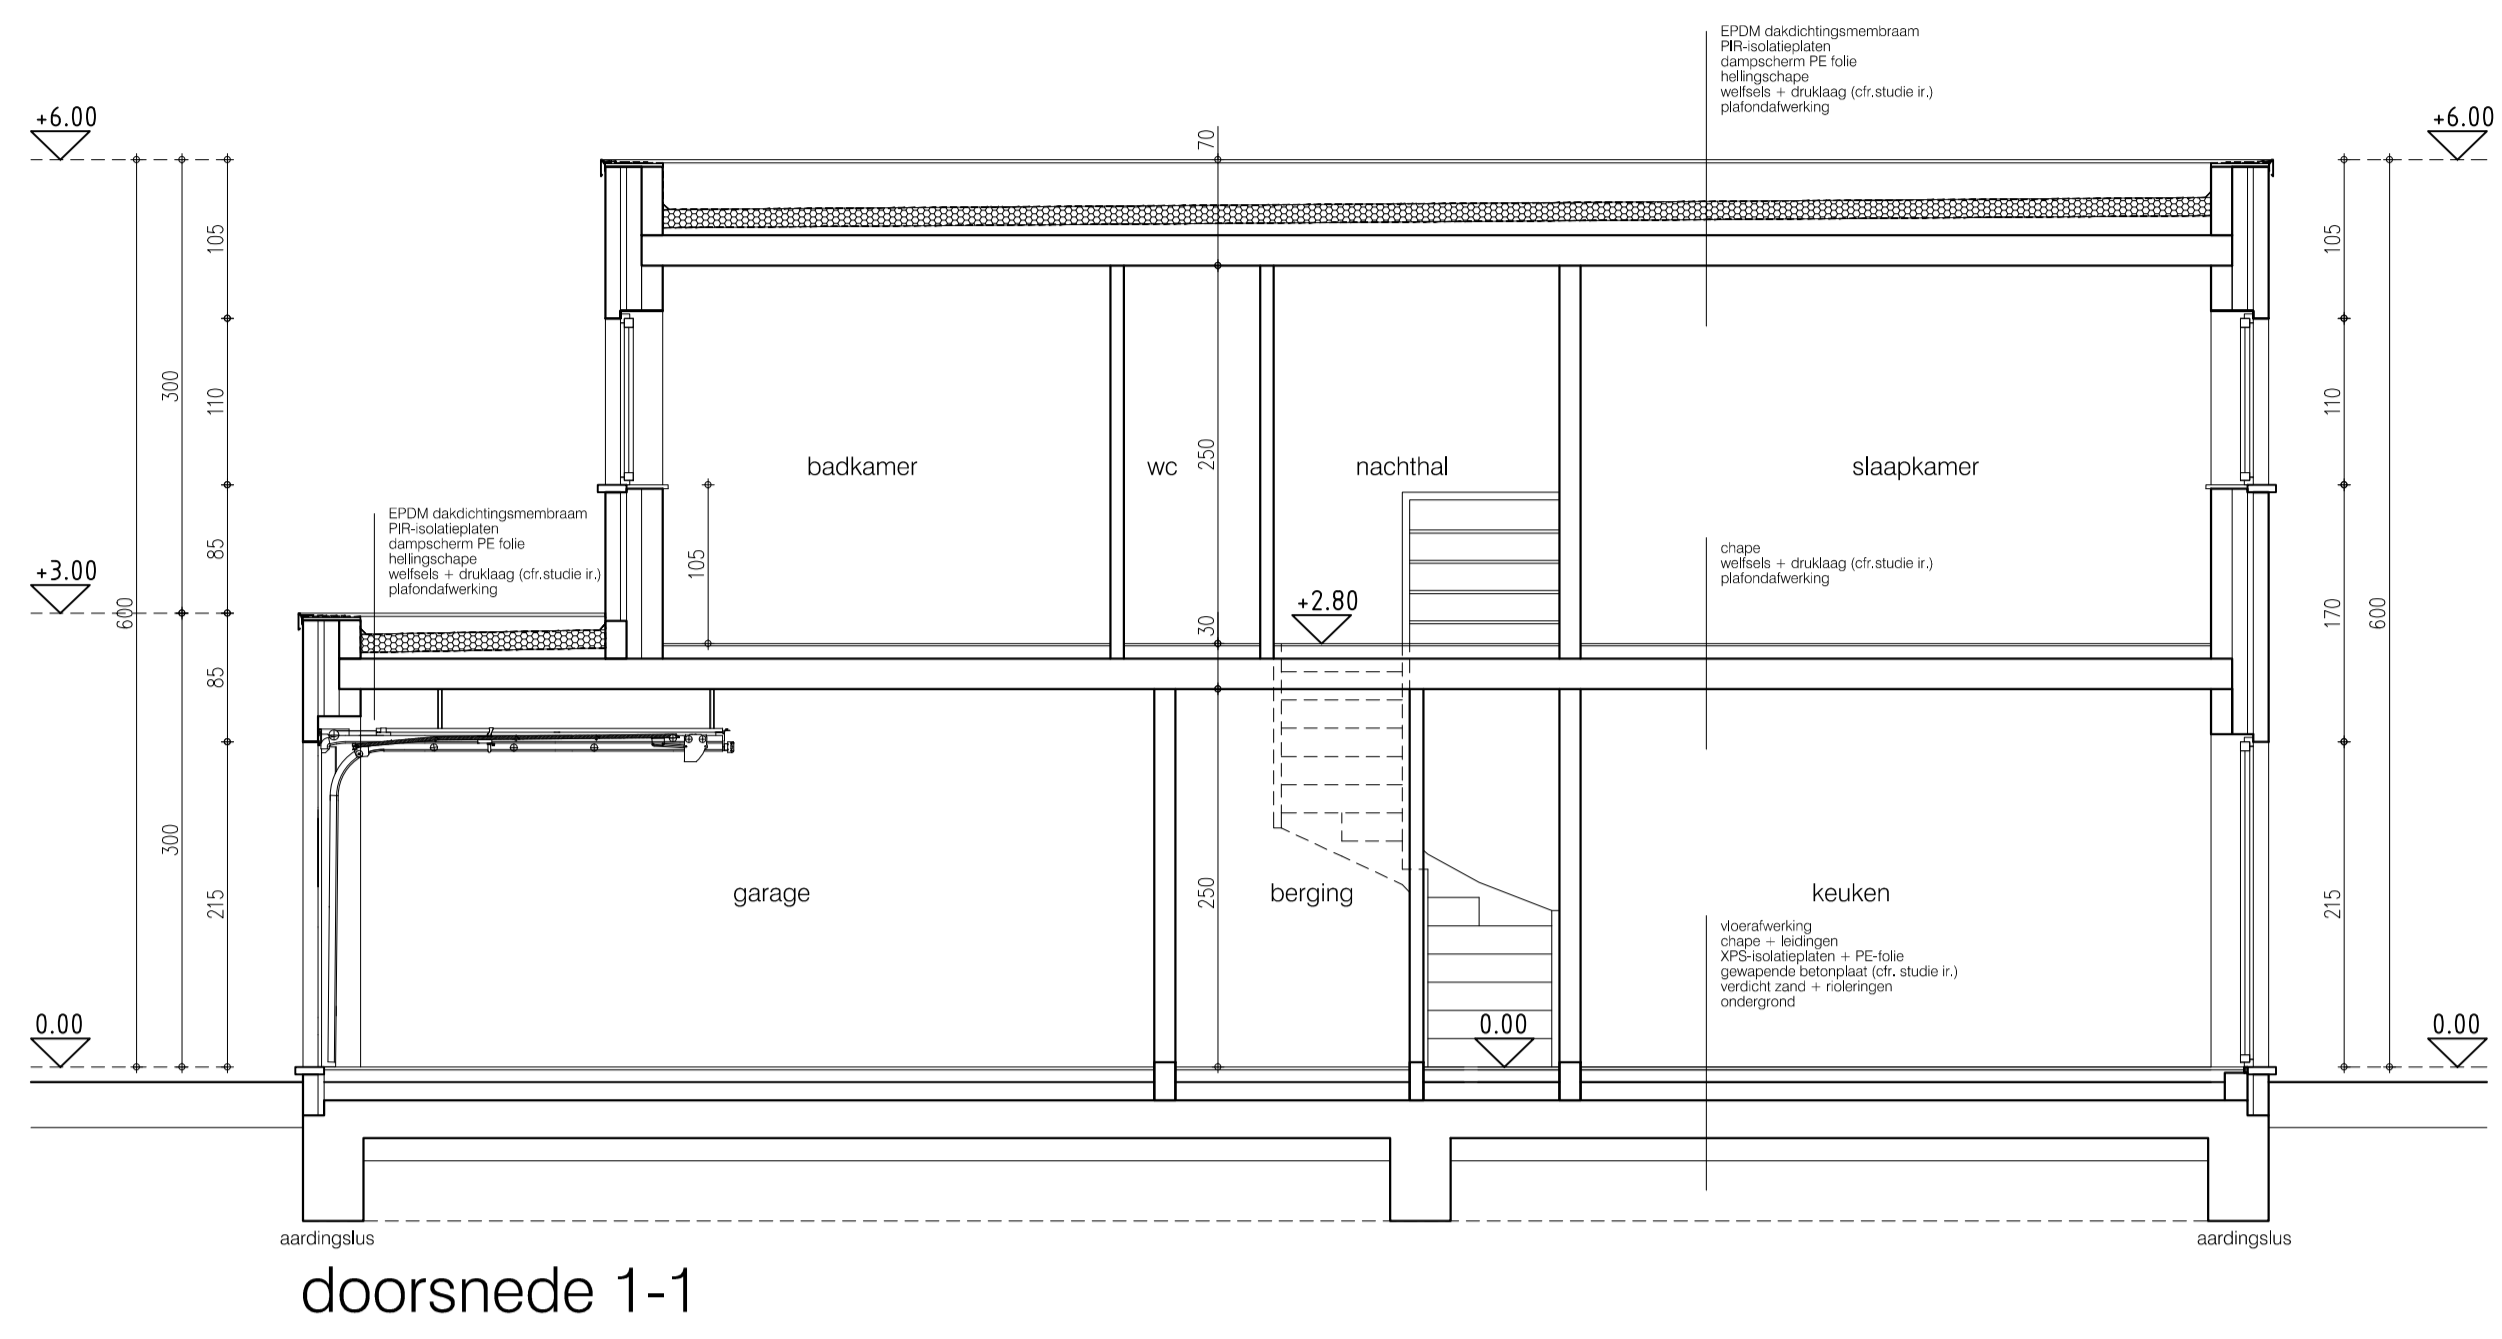 EPDM dakdichtingsmembraam
PIR-isolatieplaten
dampscherm PE folie
hellingschape
welfsels + druklaag (cfr.studie ir.)
plafondafwerking
+6.00
+6.00
70
105
300
110
85
600
85
300
215
105
110
170
600
215
badkamer
wc
250
nachthal
slaapkamer
EPDM dakdichtingsmembraam
PIR-isolatieplaten
dampscherm PE folie
hellingschape
welfsels + druklaag (cfr.studie ir.)
plafondafwerking
105
chape
welfsels + druklaag (cfr.studie ir.)
plafondafwerking
+3.00
+2.80
30
garage
250
berging
keuken
vloerafwerking
chape + leidingen
XPS-isolatieplaten + PE-folie
gewapende betonplaat (cfr. studie ir.)
verdicht zand + rioleringen
ondergrond
0.00
0.00
0.00
aardingslus
aardingslus
doorsnede 1-1